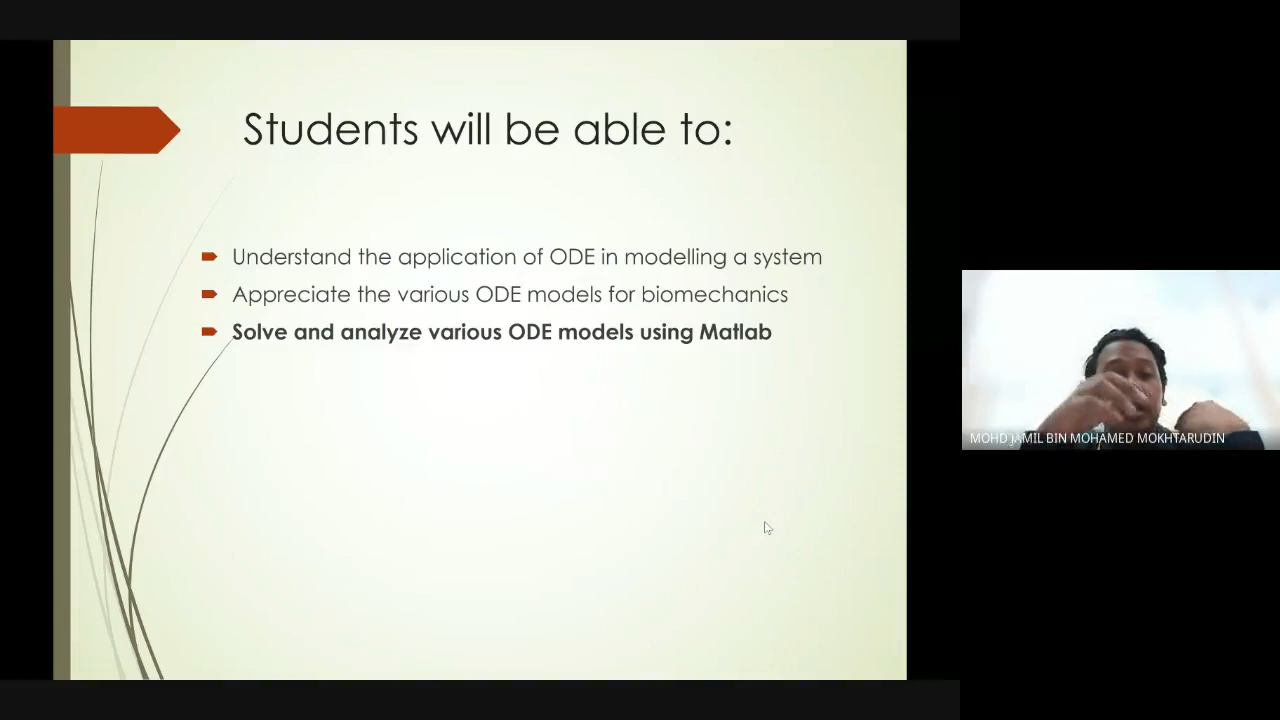 Students will be able to:
Understand the application of ODE in modelling a system
Appreciate the various ODE models for biomechanics
Solve and analyze various ODE models using Matlab
MOHD JAMIL BIN MOHAMED MOKHTARUDIN